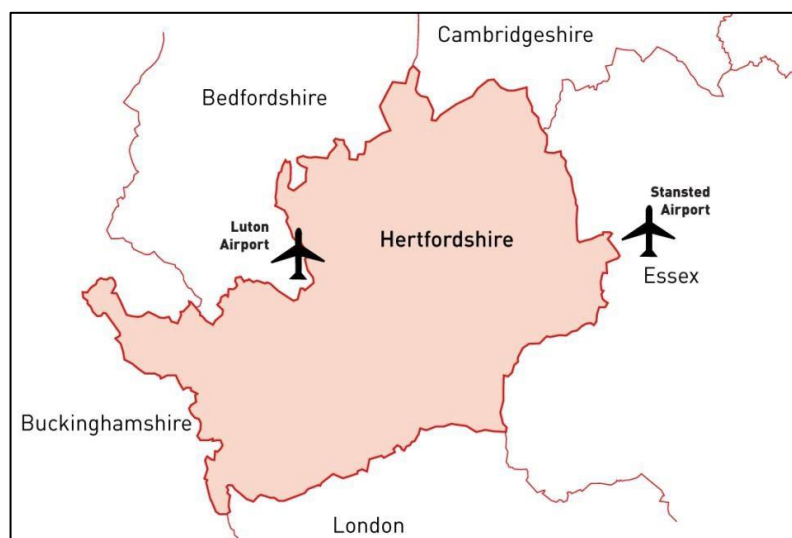 Cambridgeshire
Bedfordshire
Stansted
Airport
Luton
Airport
Hertfordshire
Essex
Buckinghamshire
London